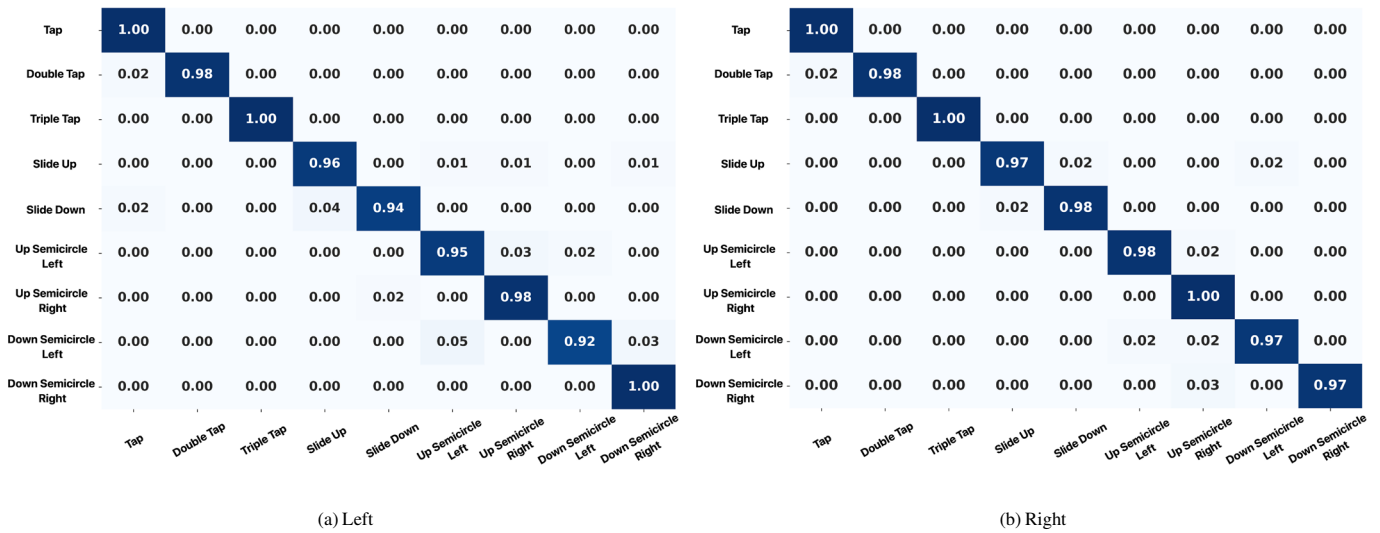 Tap 1.00 0.00 0.00 0.00 0.00 0.00 0.00 0.00 0.00
Double Tap 0.02 0.98 0.00 0.00 0.00 0.00 0.00 0.00 0.00
Triple Tap 0.00 0.00 1.00 0.00 0.00 0.00 0.00 0.00 0.00
Slide Up 0.00 0.00 0.00 0.96 0.00 0.01 0.01 0.00 0.01
Slide Down 0.02 0.00 0.00 0.04 0.94 0.00 0.00 0.00 0.00
Up Semicircle
Left
0.00 0.00 0.00 0.00 0.00 0.95 0.03 0.02 0.00
Up Semicircle
Right
0.00 0.00 0.00 0.00 0.02 0.00 0.98 0.00 0.00
Down Semicircle
Left
0.00 0.00 0.00 0.00 0.00 0.05 0.00 0.92 0.03
Down Semicircle
Right
0.00 0.00 0.00 0.00 0.00 0.00 0.00 0.00 1.00
Tap
Double Tap
Triple Tap
Slide Up
Slide Down
Up Semicircle
Left
Up Semicircle
Right
Down Semicircle
Left
Down Semicircle
Right
(a) Left
Tap 1.00 0.00 0.00 0.00 0.00 0.00 0.00 0.00 0.00
Double Tap 0.02 0.98 0.00 0.00 0.00 0.00 0.00 0.00 0.00
Triple Tap 0.00 0.00 1.00 0.00 0.00 0.00 0.00 0.00 0.00
Slide Up 0.00 0.00 0.00 0.97 0.02 0.00 0.00 0.02 0.00
Slide Down 0.00 0.00 0.00 0.02 0.98 0.00 0.00 0.00 0.00
Up Semicircle
Left
0.00 0.00 0.00 0.00 0.00 0.98 0.02 0.00 0.00
Up Semicircle
Right
0.00 0.00 0.00 0.00 0.00 0.00 1.00 0.00 0.00
Down Semicircle
Left
0.00 0.00 0.00 0.00 0.00 0.02 0.02 0.97 0.00
Down Semicircle
Right
0.00 0.00 0.00 0.00 0.00 0.00 0.03 0.00 0.97
Tap
Double Tap
Triple Tap
Slide Up
Slide Down
Up Semicircle
Left
Up Semicircle
Right
Down Semicircle
Left
Down Semicircle
Right
(b) Right